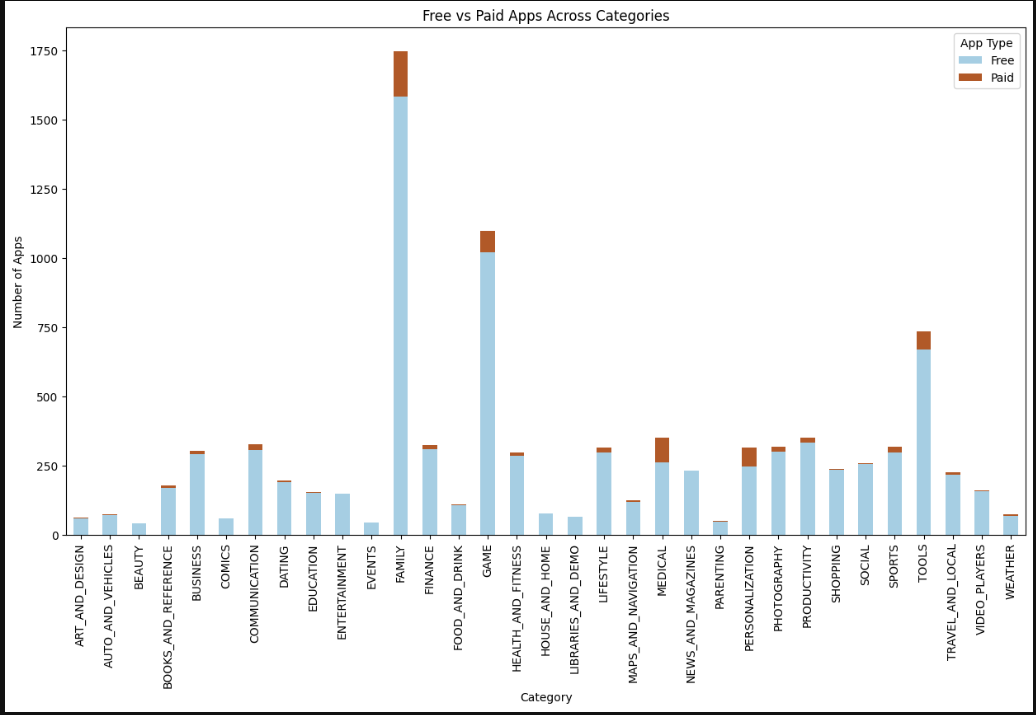 Free vs Paid Apps Across Categories
App Type
Free
Paid
Number of Apps
1750
1500
1250
1000
750
500
250
0
ART_AND_DESIGN
AUTO_AND_VEHICLES
BEAUTY
BOOKS_AND_REFERENCE
BUSINESS
COMICS
COMMUNICATION
DATING
EDUCATION
ENTERTAINMENT
EVENTS
FAMILY
FINANCE
FOOD_AND_DRINK
GAME
HEALTH_AND_FITNESS
HOUSE_AND_HOME
LIBRARIES_AND_DEMO
LIFESTYLE
MAPS_AND_NAVIGATION
MEDICAL
NEWS_AND_MAGAZINES
PARENTING
PERSONALIZATION
PHOTOGRAPHY
PRODUCTIVITY
SHOPPING
SOCIAL
SPORTS
TOOLS
TRAVEL_AND_LOCAL
VIDEO_PLAYERS
WEATHER
Category